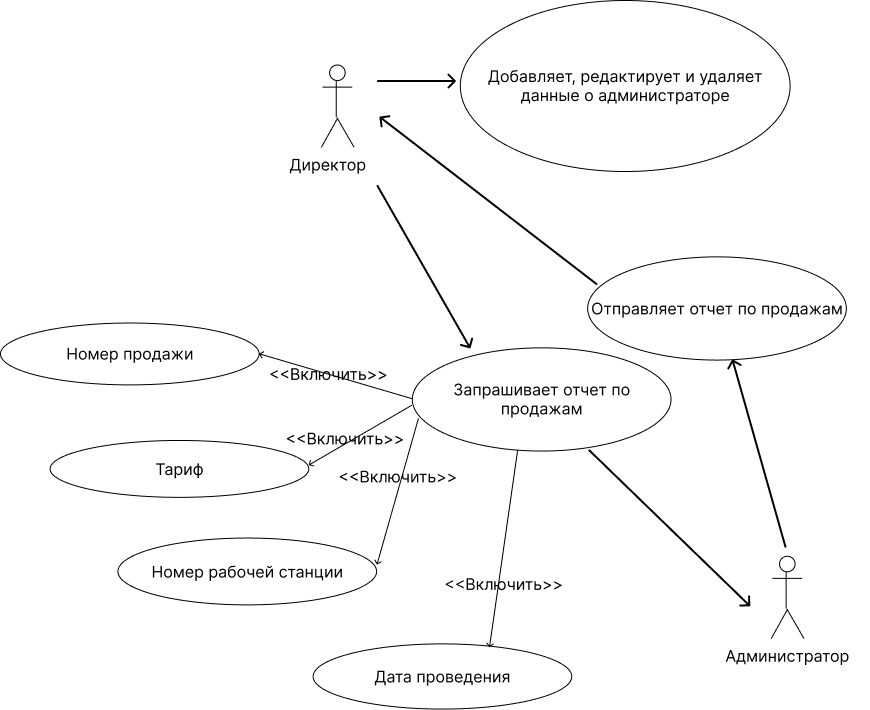 Добавляет, редактирует и удаляет
данные о администраторе
Директор
Отправляет отчет по продажам
Номер продажи
<<Включить>>
Запрашивает отчет по
продажам
<<Включить>>
Тариф
<<Включить>>
Номер рабочей станции
<<Включить>>
Администратор
Дата проведения